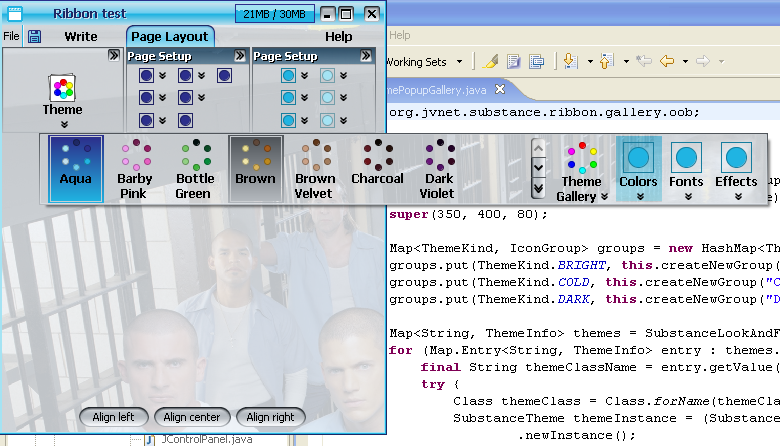 Ribbon test 21MB / 30MB
File Write Page Layout Help
Page Setup Page Setup
Theme
Aqua
Barby Pink
Bottle Green
Brown
Brown Velvet
Charcoal
Dark Violet
Theme Gallery
Colors
Fonts
Effects
Align left Align center Align right
JControlPanel.java
Help
Working Sets
mePopupGallery.java
org.jvnet.substance.ribbon.gallery.oob;
super(350, 400, 80);
Map<ThemeKind, IconGroup> groups = new HashMap<Th
groups.put(ThemeKind.BRIGHT, this.createNewGroup(
groups.put(ThemeKind.COLD, this.createNewGroup("C
groups.put(ThemeKind.DARK, this.createNewGroup("D
Map<String, ThemeInfo> themes = SubstanceLookAndF
for (Map.Entry<String, ThemeInfo> entry : themes.
final String themeClassName = entry.getValue(
try {
Class themeClass = Class.forName(themeCla
SubstanceTheme themeInstance = (Substanc
.newInstance();